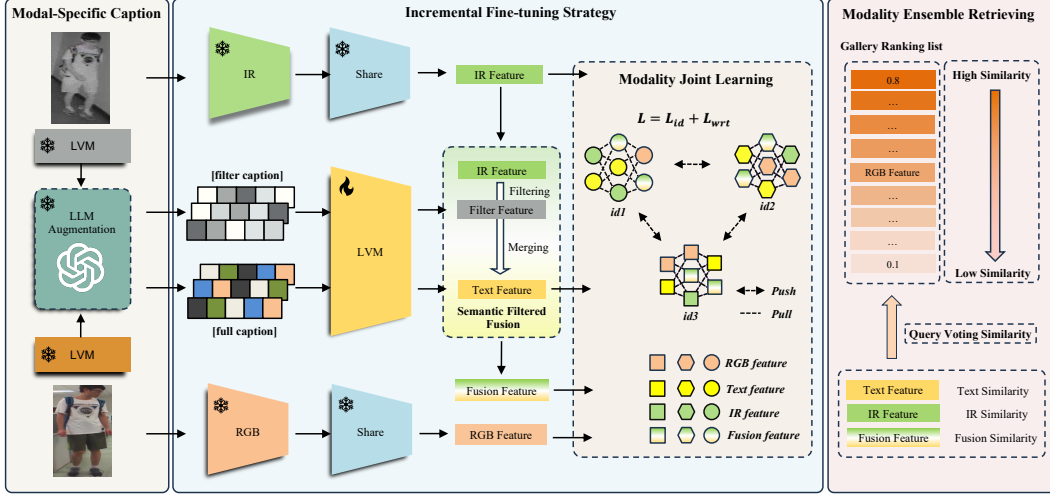 Modal-Specific Caption
LVM
LLM
Augmentation
LVM
Incremental Fine-tuning Strategy
IR
Share
IR Feature
[filter caption]
[full caption]
LVM
IR Feature
Filtering
Filter Feature
Merging
Text Feature
Semantic Filtered
Fusion
Fusion Feature
RGB
Share
RGB Feature
Modality Joint Learning
L = L_id + L_wrt
id1
id2
id3
Push
Pull
RGB feature
Text feature
IR feature
Fusion feature
Modality Ensemble Retrieving
Gallery Ranking list
0.8
...
...
...
RGB Feature
...
...
...
0.1
High Similarity
Low Similarity
Query Voting Similarity
Text Feature Text Similarity
IR Feature IR Similarity
Fusion Feature Fusion Similarity